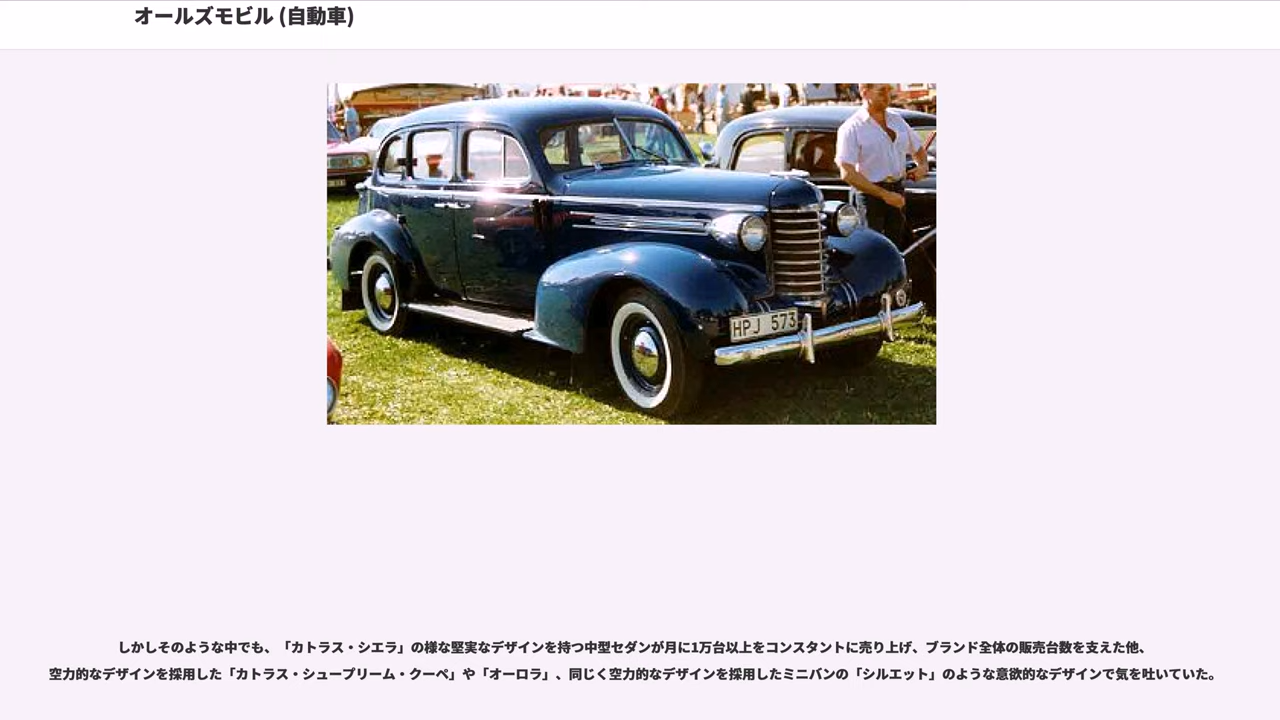 オールズモビル (自動車)
HPJ 573
しかしそのような中でも、「カトラス・シエラ」の様な堅実なデザインを持つ中型セダンが月に1万台以上をコンスタントに売り上げ、ブランド全体の販売台数を支えた他、
空力的なデザインを採用した「カトラス・シュープリーム・クーペ」や「オーロラ」、同じく空力的なデザインを採用したミニバンの「シルエット」のような意欲的なデザインで気を吐いていた。